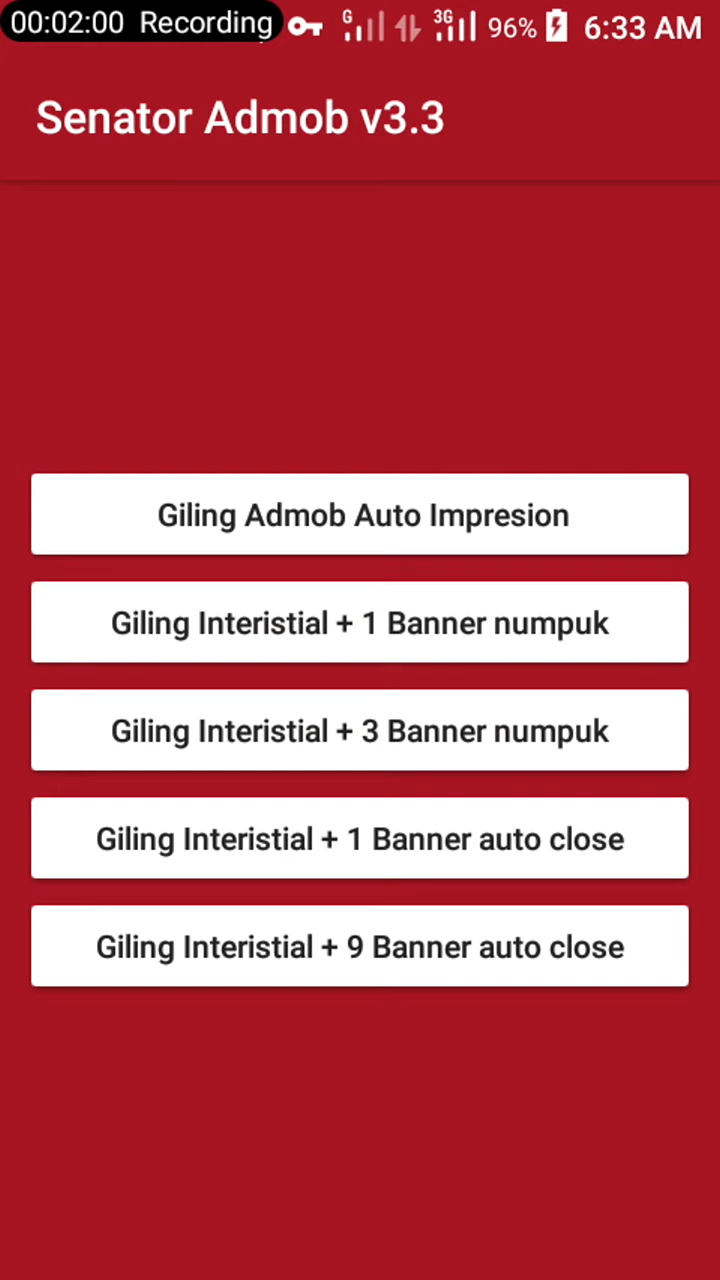 00:02:00 Recording G 3G 96% 6:33 AM
Senator Admob v3.3
Giling Admob Auto Impresion
Giling Interistial + 1 Banner numpuk
Giling Interistial + 3 Banner numpuk
Giling Interistial + 1 Banner auto close
Giling Interistial + 9 Banner auto close